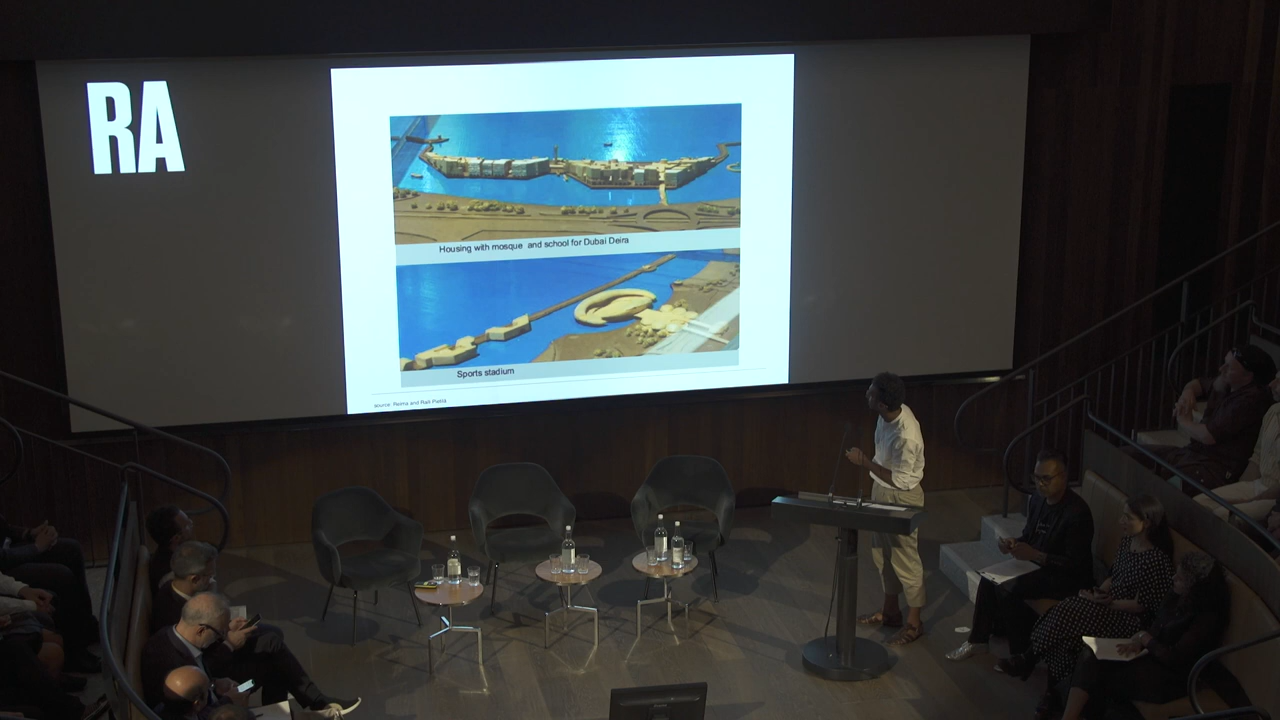 RA
Housing with mosque and school for Dubai Deira
Sports stadium
source: Reima and Raili Pietilä